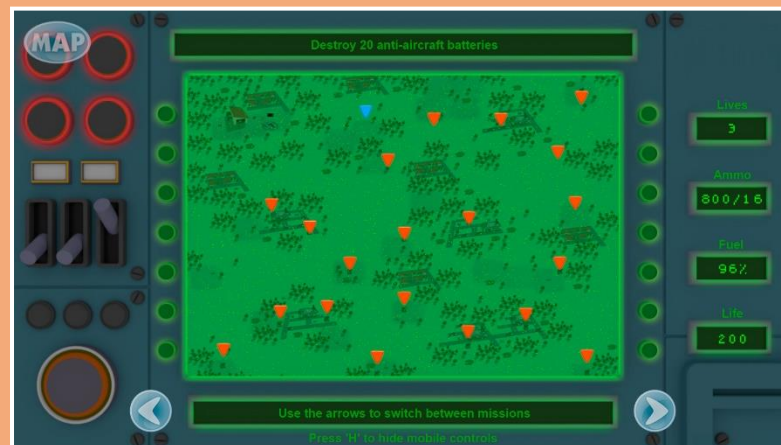 MAP
Destroy 20 anti-aircraft batteries
Lives
3
Ammo
800/16
Fuel
96%
Life
200
Use the arrows to switch between missions
Press 'H' to hide mobile controls